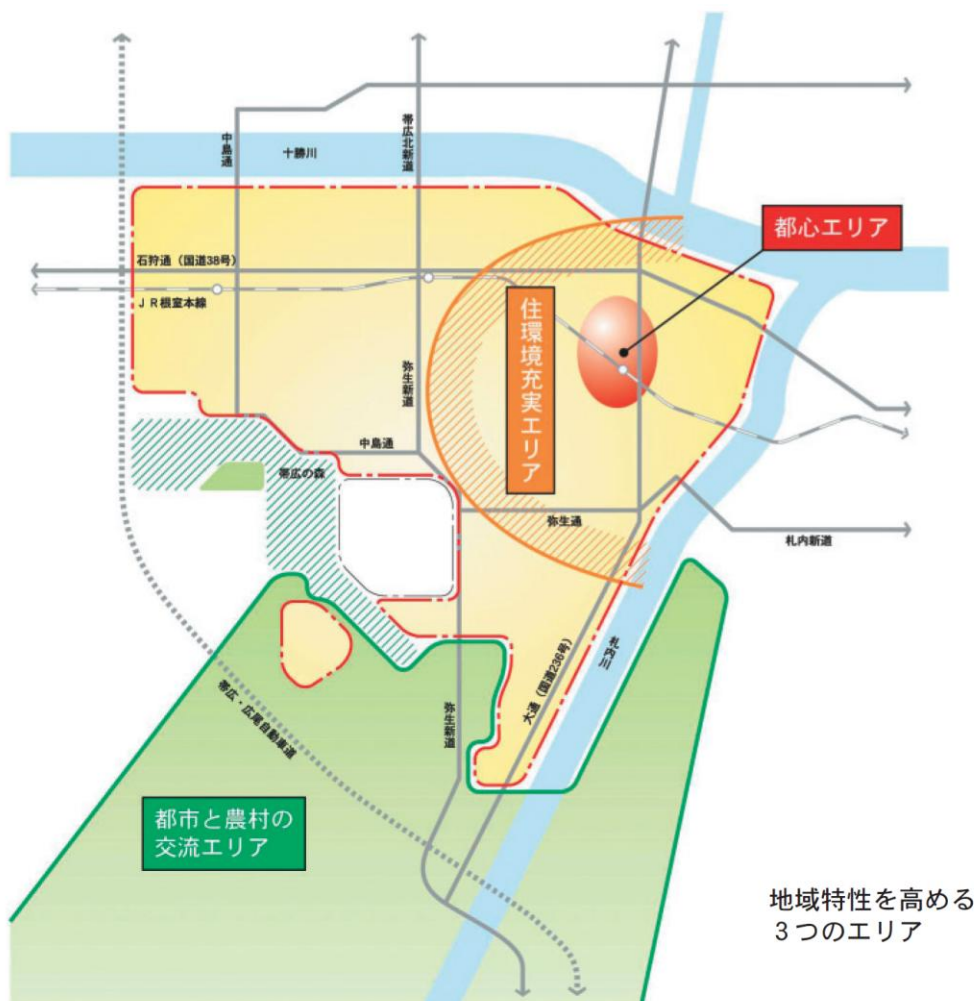 中島通
十勝川
帯広北新道
都心エリア
石狩通（国道38号）
ＪＲ根室本線
住環境充実エリア
弥生新道
中島通
帯広の森
弥生通
札内新道
札内川
大通（国道236号）
帯広・広尾自動車道
弥生新道
都市と農村の
交流エリア
地域特性を高める
３つのエリア